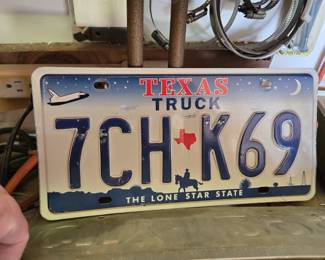 TEXAS
TRUCK
7CH K69
THE LONE STAR STATE